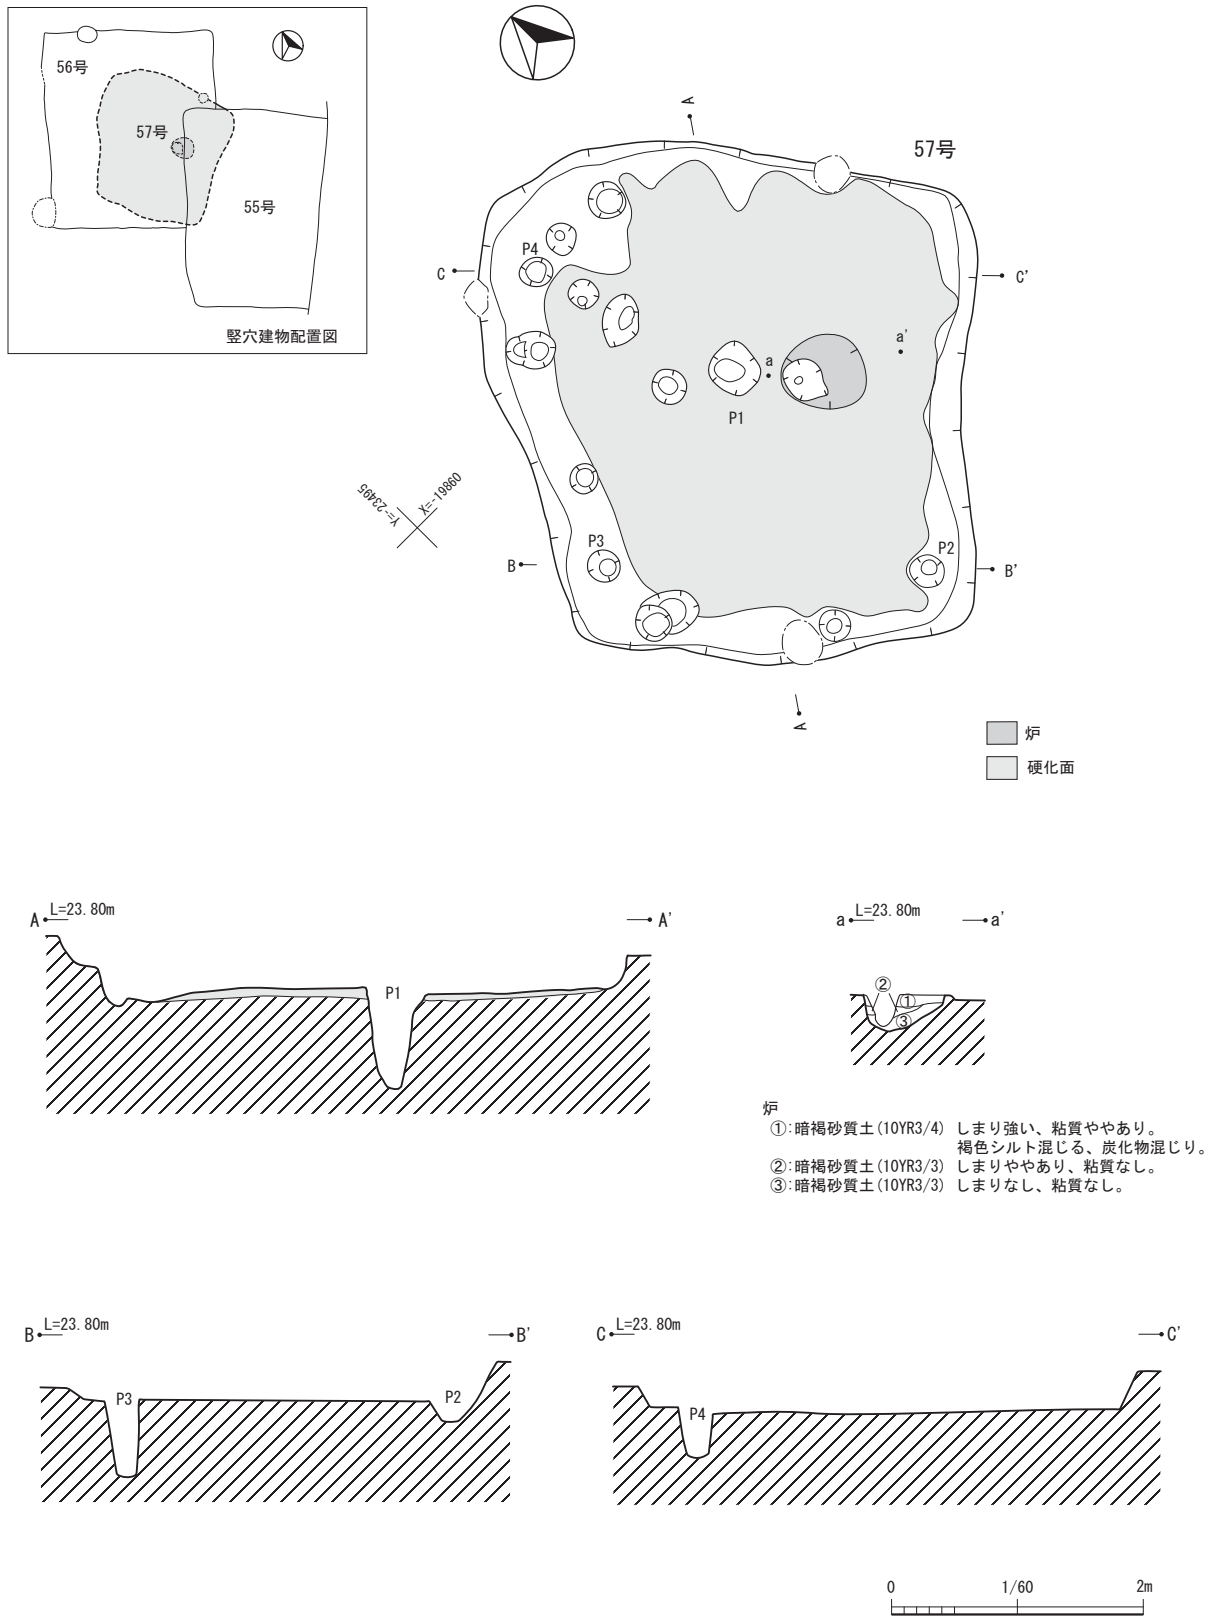 56号
57号
55号
竪穴建物配置図
57号
A
P4
C
C'
a'
a
P1
Y=-23495
X=-19860
P3
P2
B
B'
A
炉
硬化面
A L=23.80m
A'
P1
a L=23.80m
a'
②
①
③
炉
①:暗褐砂質土(10YR3/4) しまり強い、粘質ややあり。
褐色シルト混じる、炭化物混じり。
②:暗褐砂質土(10YR3/3) しまりややあり、粘質なし。
③:暗褐砂質土(10YR3/3) しまりなし、粘質なし。
B L=23.80m
B'
P3
P2
C L=23.80m
C'
P4
0 1/60 2m